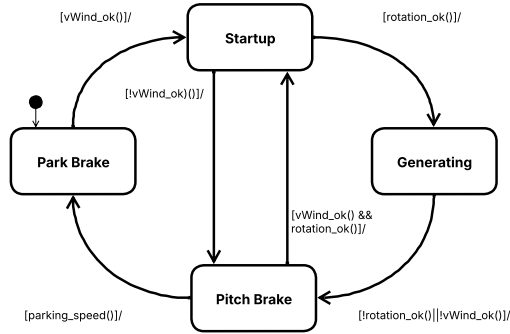 [vWind_ok()]/
[rotation_ok()]/
Startup
[!vWind_ok)()]/
Park Brake
Generating
[vWind_ok() &&
rotation_ok()]/
Pitch Brake
[parking_speed()]/
[!rotation_ok()||!vWind_ok()]/